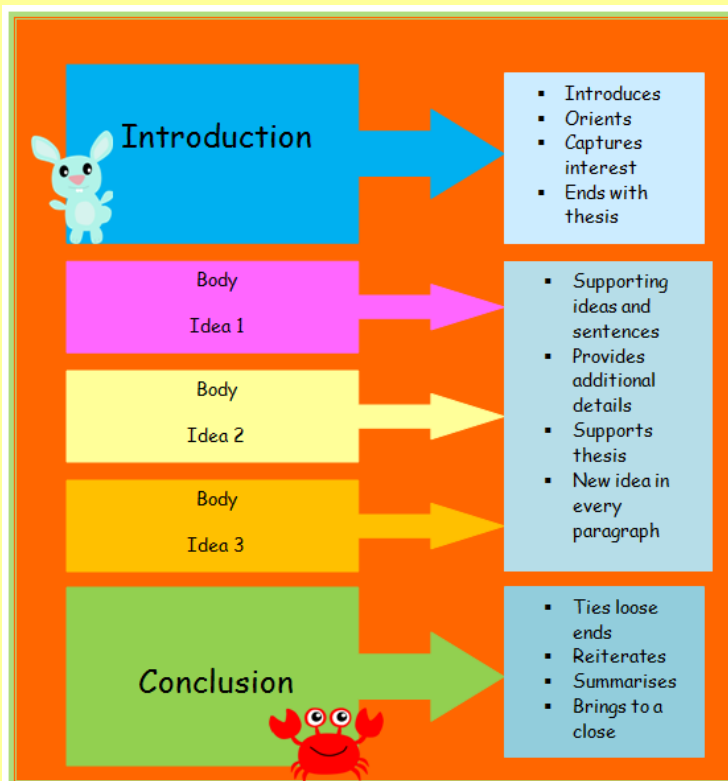 Introduction
▪ Introduces
▪ Orients
▪ Captures
interest
▪ Ends with
thesis
Body
Idea 1
Body
Idea 2
Body
Idea 3
▪ Supporting
ideas and
sentences
▪ Provides
additional
details
▪ Supports
thesis
▪ New idea in
every
paragraph
Conclusion
▪ Ties loose
ends
▪ Reiterates
▪ Summarises
▪ Brings to a
close